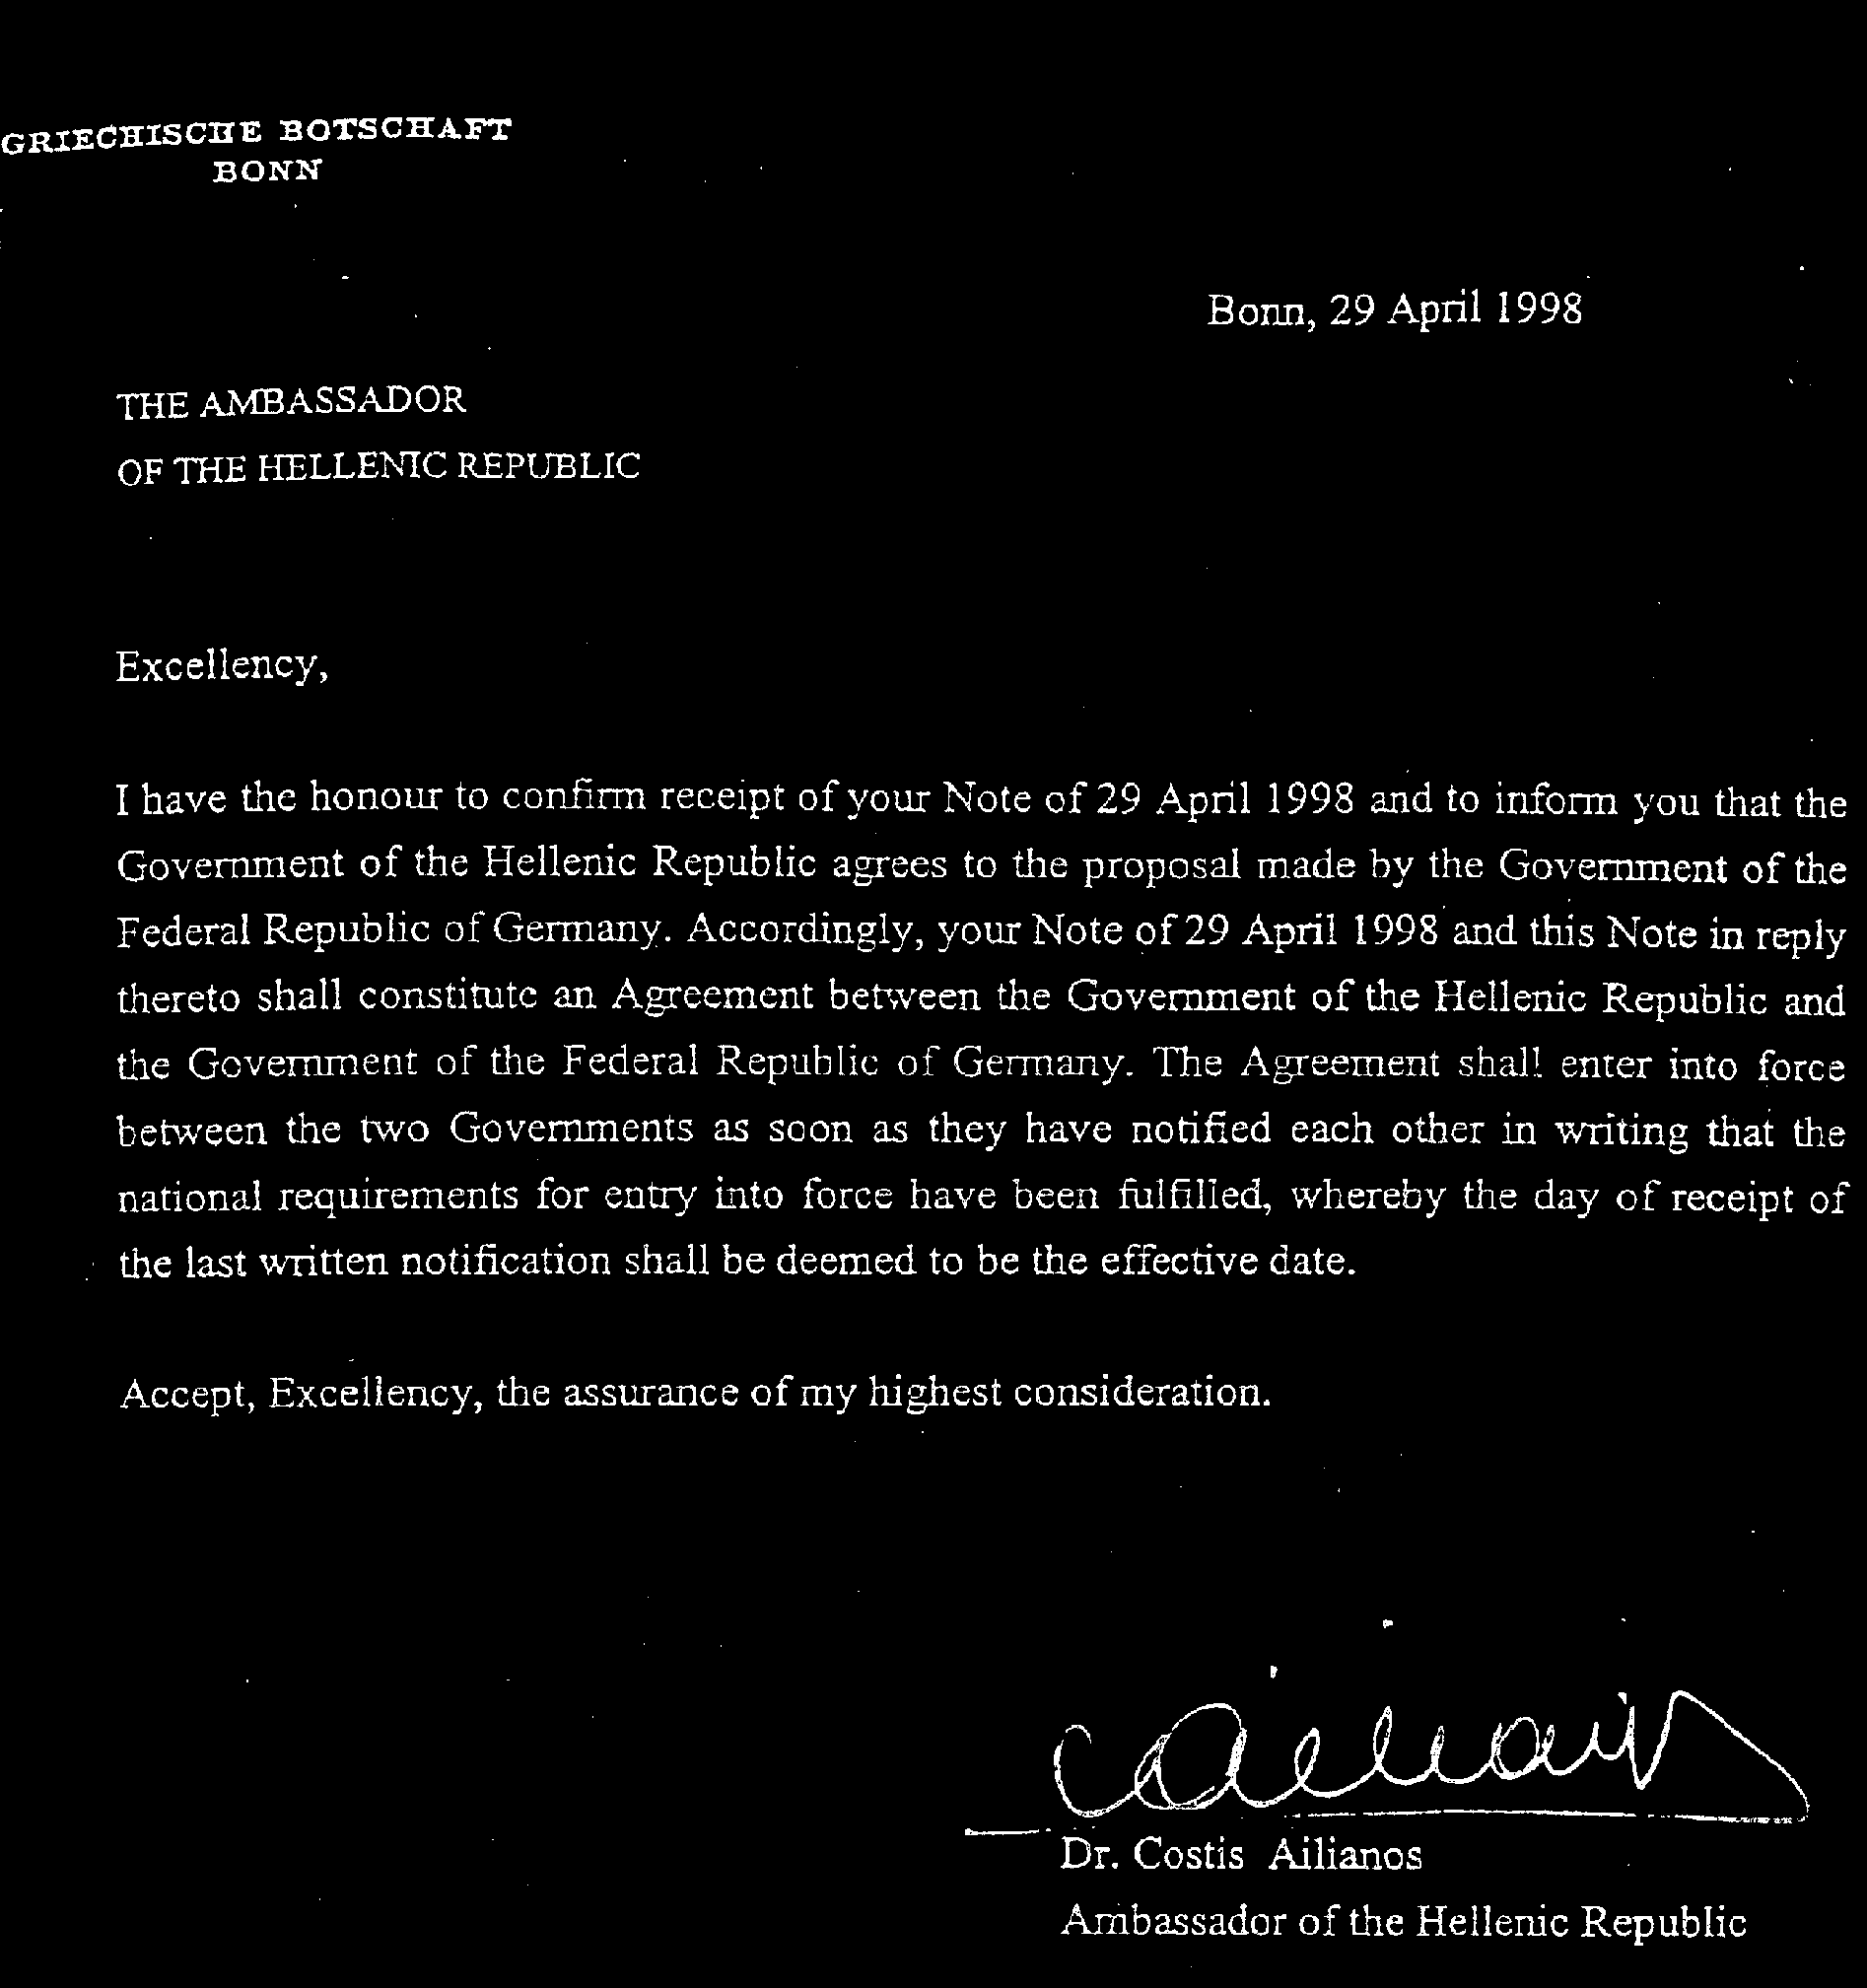 GRIECHISCHE BOTSCHAFT
BONN
Bonn, 29 April 1998
THE AMBASSADOR
OF THE HELLENIC REPUBLIC
Excellency,
I have the honour to confirm receipt of your Note of 29 April 1998 and to inform you that the
Government of the Hellenic Republic agrees to the proposal made by the Government of the
Federal Republic of Germany. Accordingly, your Note of 29 April 1998 and this Note in reply
thereto shall constitute an Agreement between the Government of the Hellenic Republic and
the Government of the Federal Republic of Germany. The Agreement shall enter into force
between the two Governments as soon as they have notified each other in writing that the
national requirements for entry into force have been fulfilled, whereby the day of receipt of
the last written notification shall be deemed to be the effective date.
Accept, Excellency, the assurance of my highest consideration.
Dr. Costis Ailianos
Ambassador of the Hellenic Republic